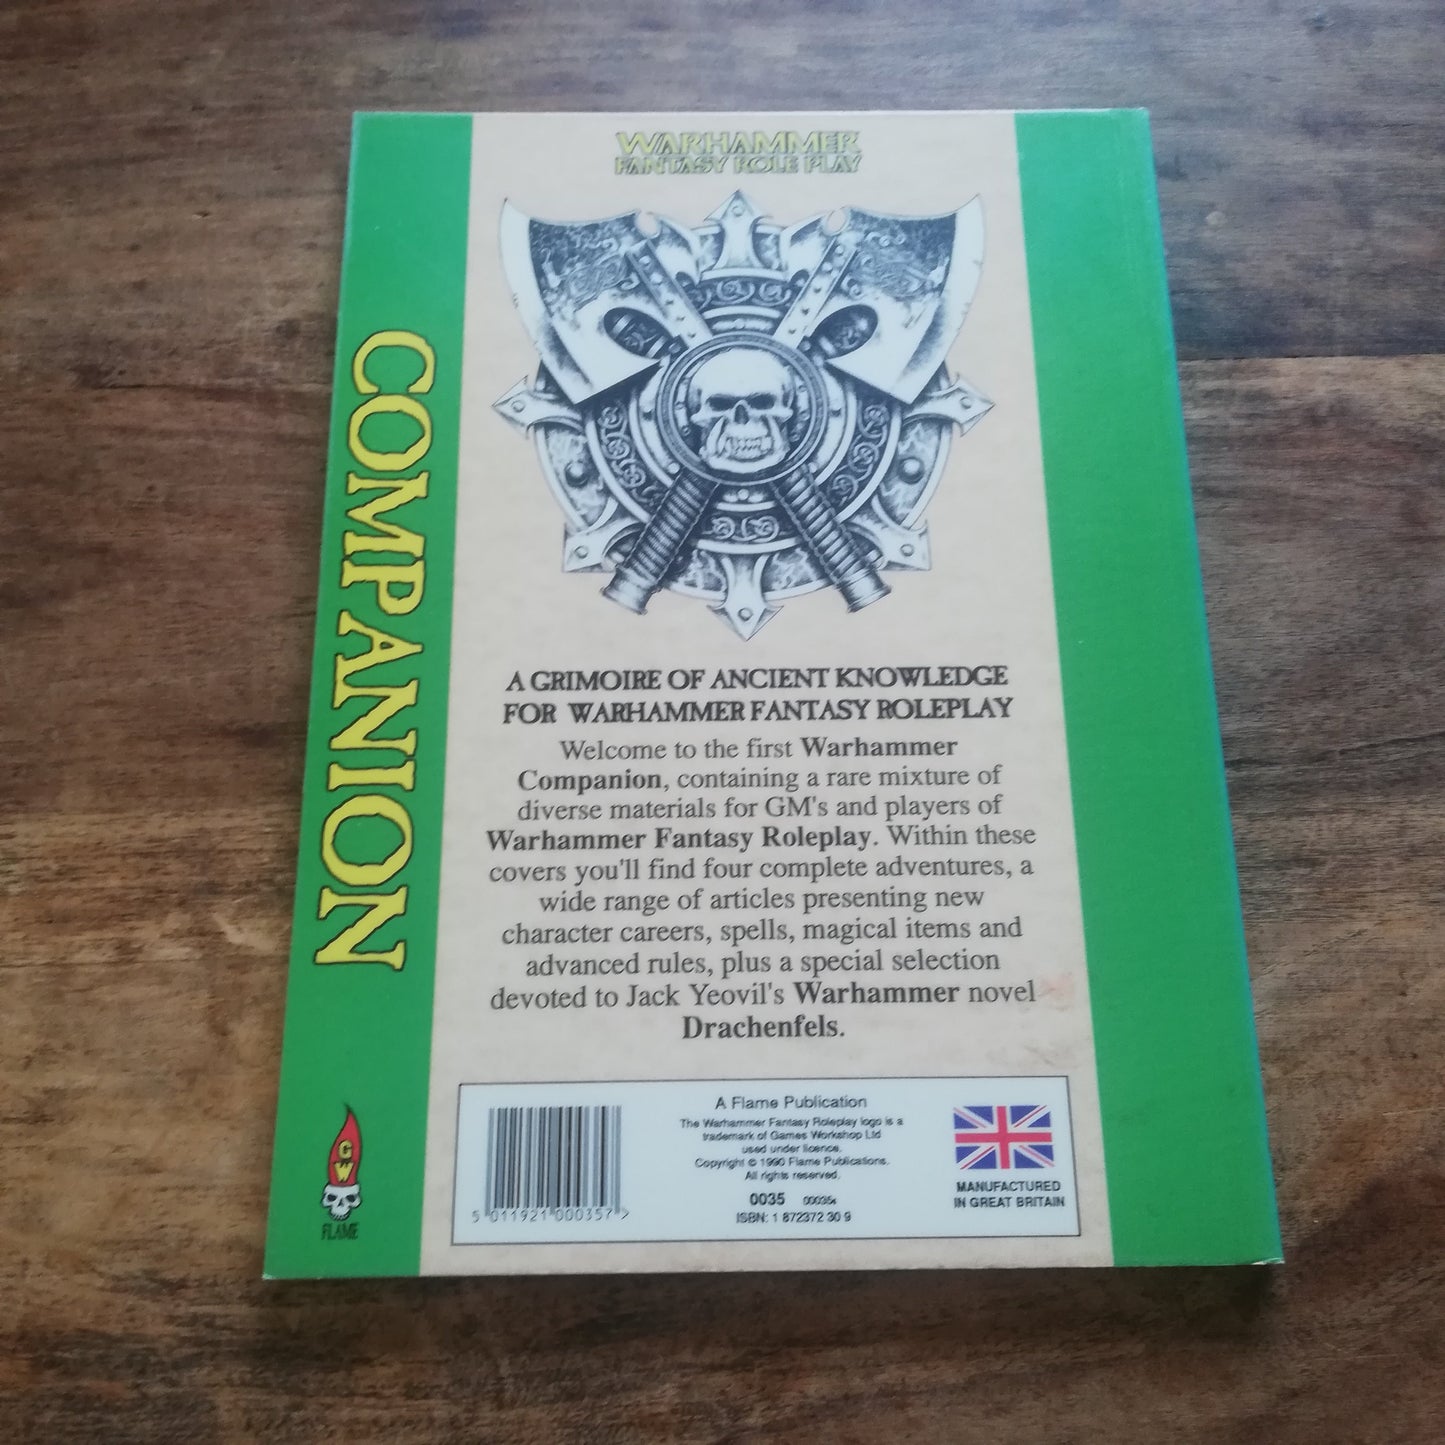 WARHAMMER
FANTASY ROLE PLAY
COMPANION
A GRIMOIRE OF ANCIENT KNOWLEDGE
FOR WARHAMMER FANTASY ROLEPLAY
Welcome to the first Warhammer
Companion, containing a rare mixture of
diverse materials for GM's and players of
Warhammer Fantasy Roleplay. Within these
covers you'll find four complete adventures, a
wide range of articles presenting new
character careers, spells, magical items and
advanced rules, plus a special selection
devoted to Jack Yeovil's Warhammer novel
Drachenfels.
GW
FLAME
5 011921 000357 >
A Flame Publication
The Warhammer Fantasy Roleplay logo is a
trademark of Games Workshop Ltd
used under licence.
Copyright © 1990 Flame Publications.
All rights reserved.
0035 00035s
ISBN: 1 872372 30 9
MANUFACTURED
IN GREAT BRITAIN